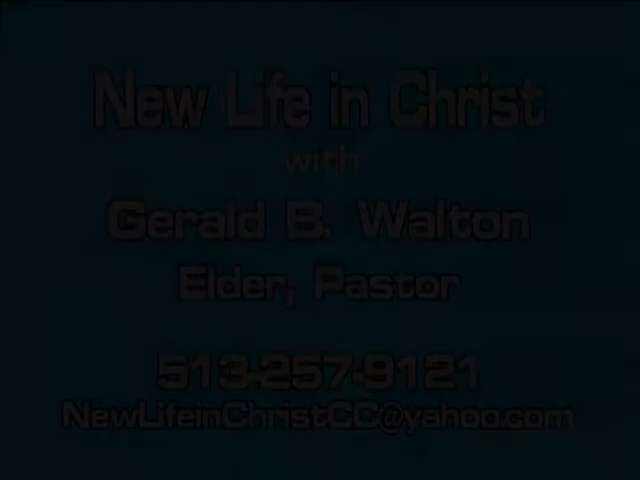 New Life in Christ
with
Gerald B. Walton
Elder, Pastor
513-257-9121
NewLifeinChristCC@yahoo.com